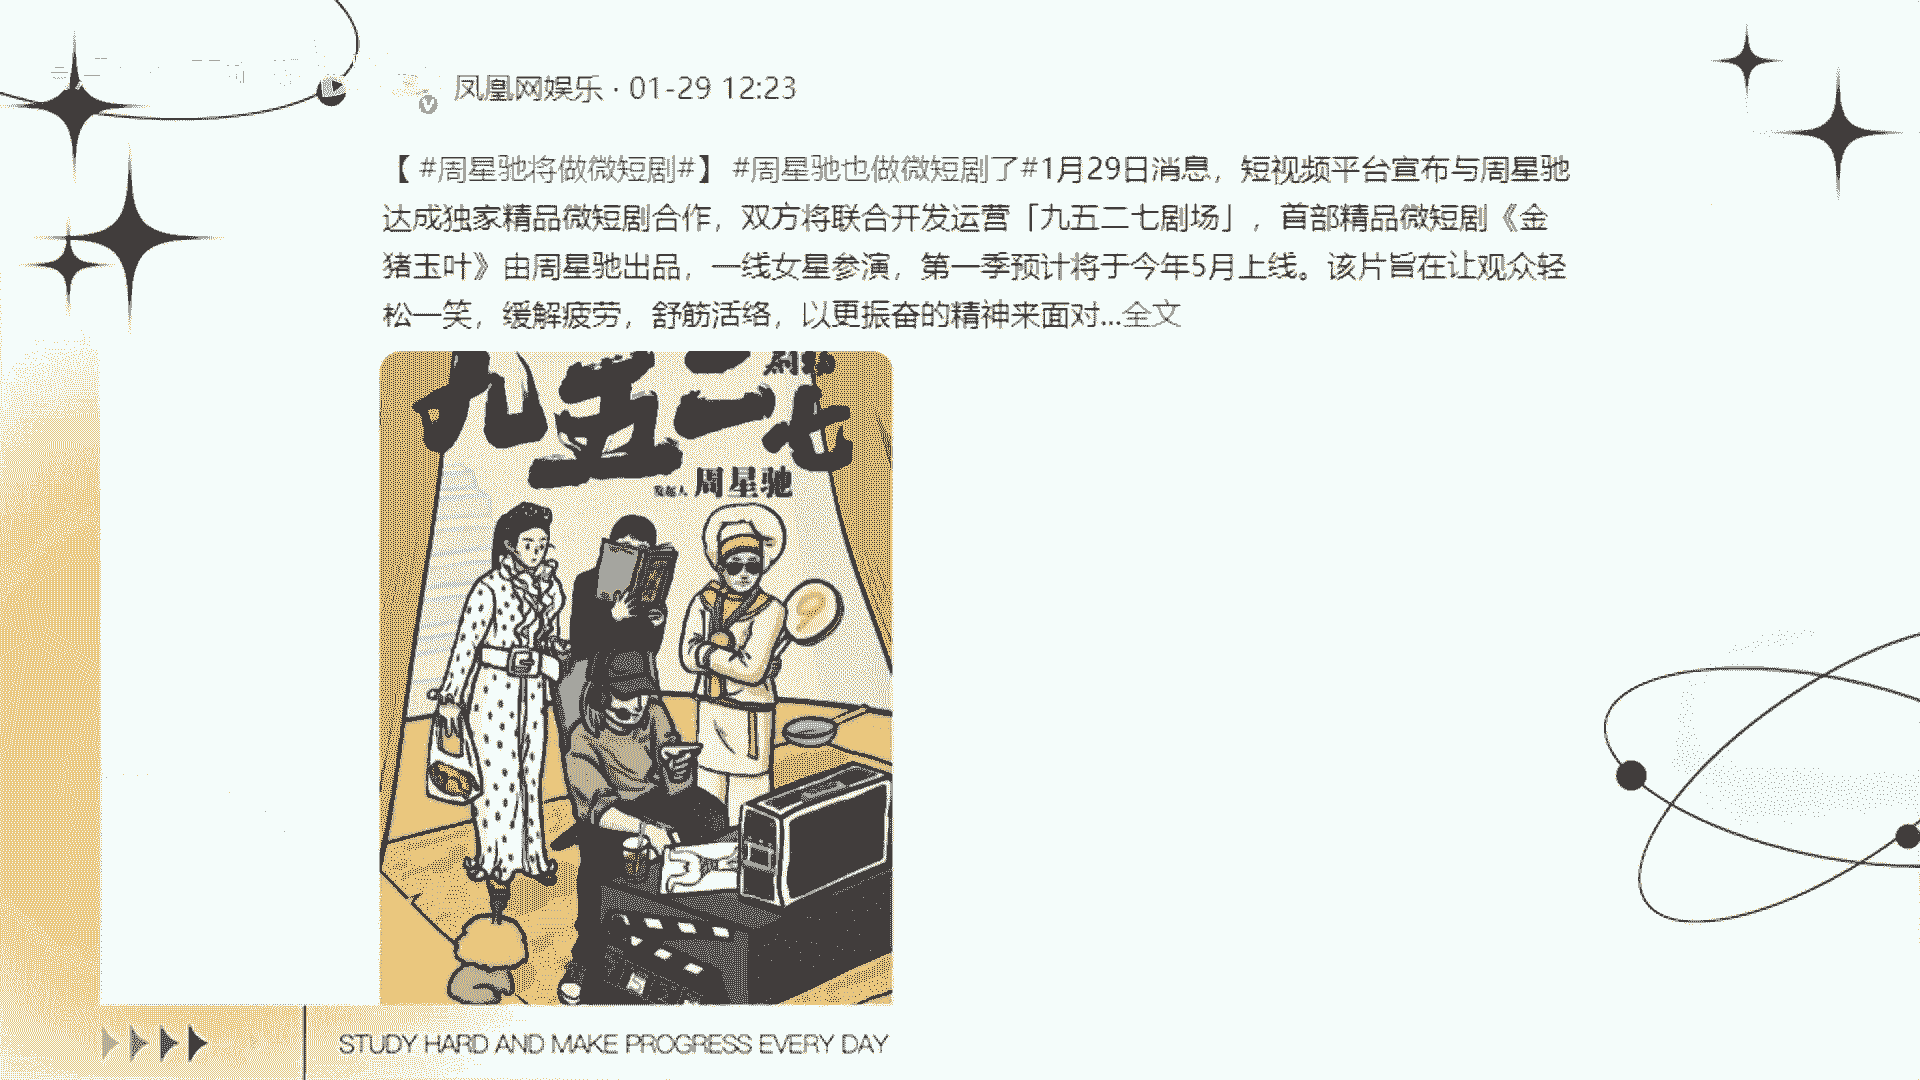 凤凰网娱乐 · 01-29 12:23
【 #周星驰将做微短剧#】 #周星驰也做微短剧了#1月29日消息，短视频平台宣布与周星驰
达成独家精品微短剧合作，双方将联合开发运营「九五二七剧场」，首部精品微短剧《金
猪玉叶》由周星驰出品，一线女星参演，第一季预计将于今年5月上线。该片旨在让观众轻
松一笑，缓解疲劳，舒筋活络，以更振奋的精神来面对...全文
九五二七
剧场
发起人 周星驰
STUDY HARD AND MAKE PROGRESS EVERY DAY